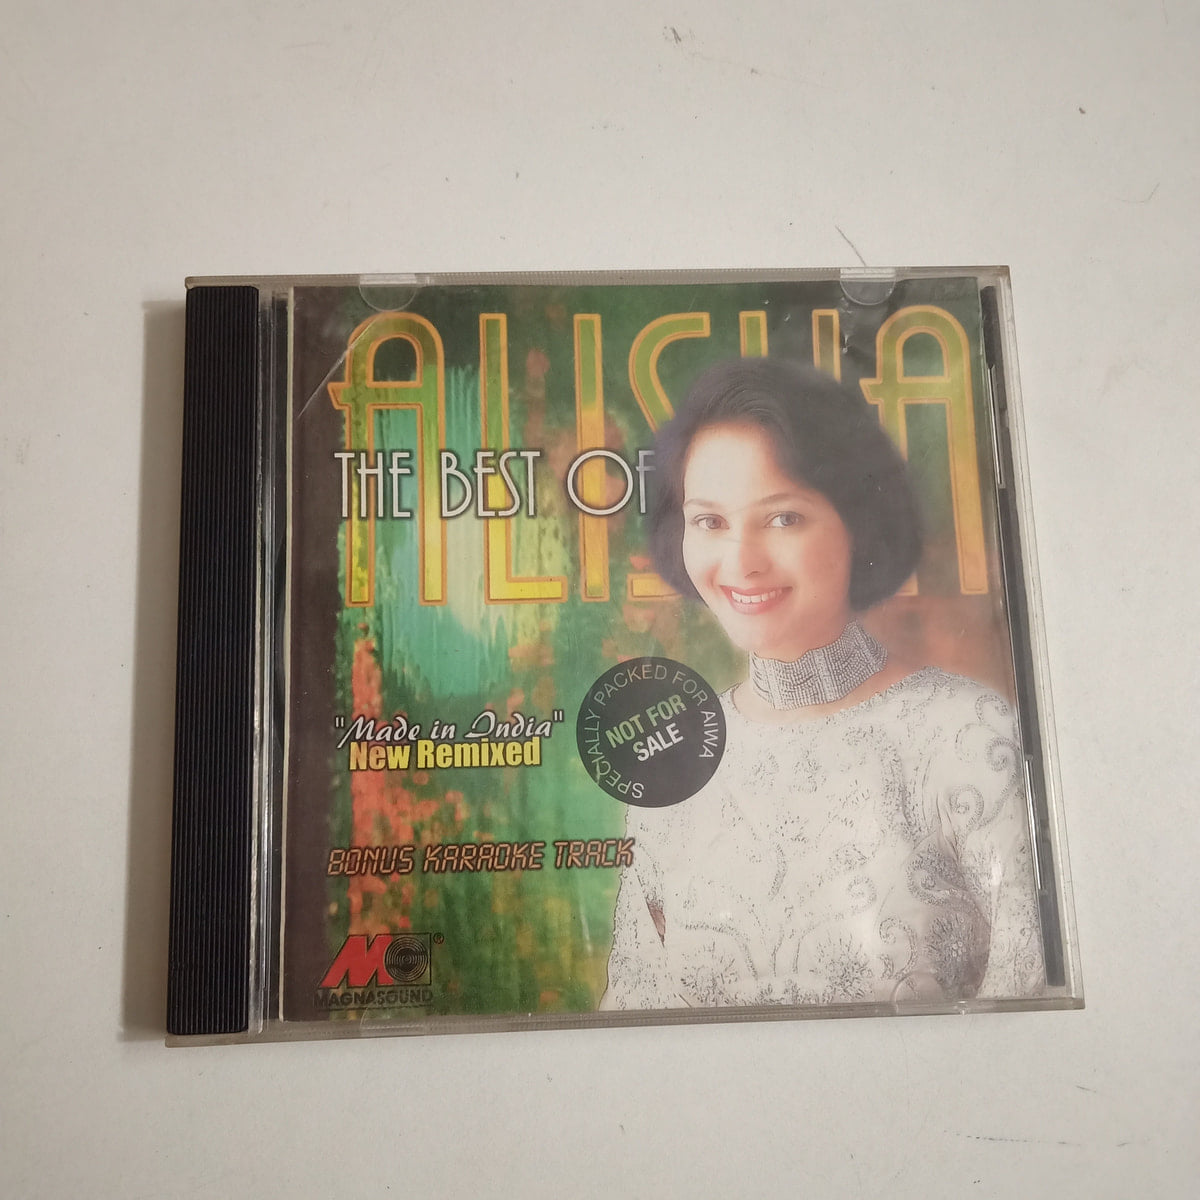 ALISHA
THE BEST OF
"Made in India"
New Remixed
SPECIALLY PACKED FOR AIWA
NOT FOR
SALE
BONUS KARAOKE TRACK
MC®
MAGNASOUND